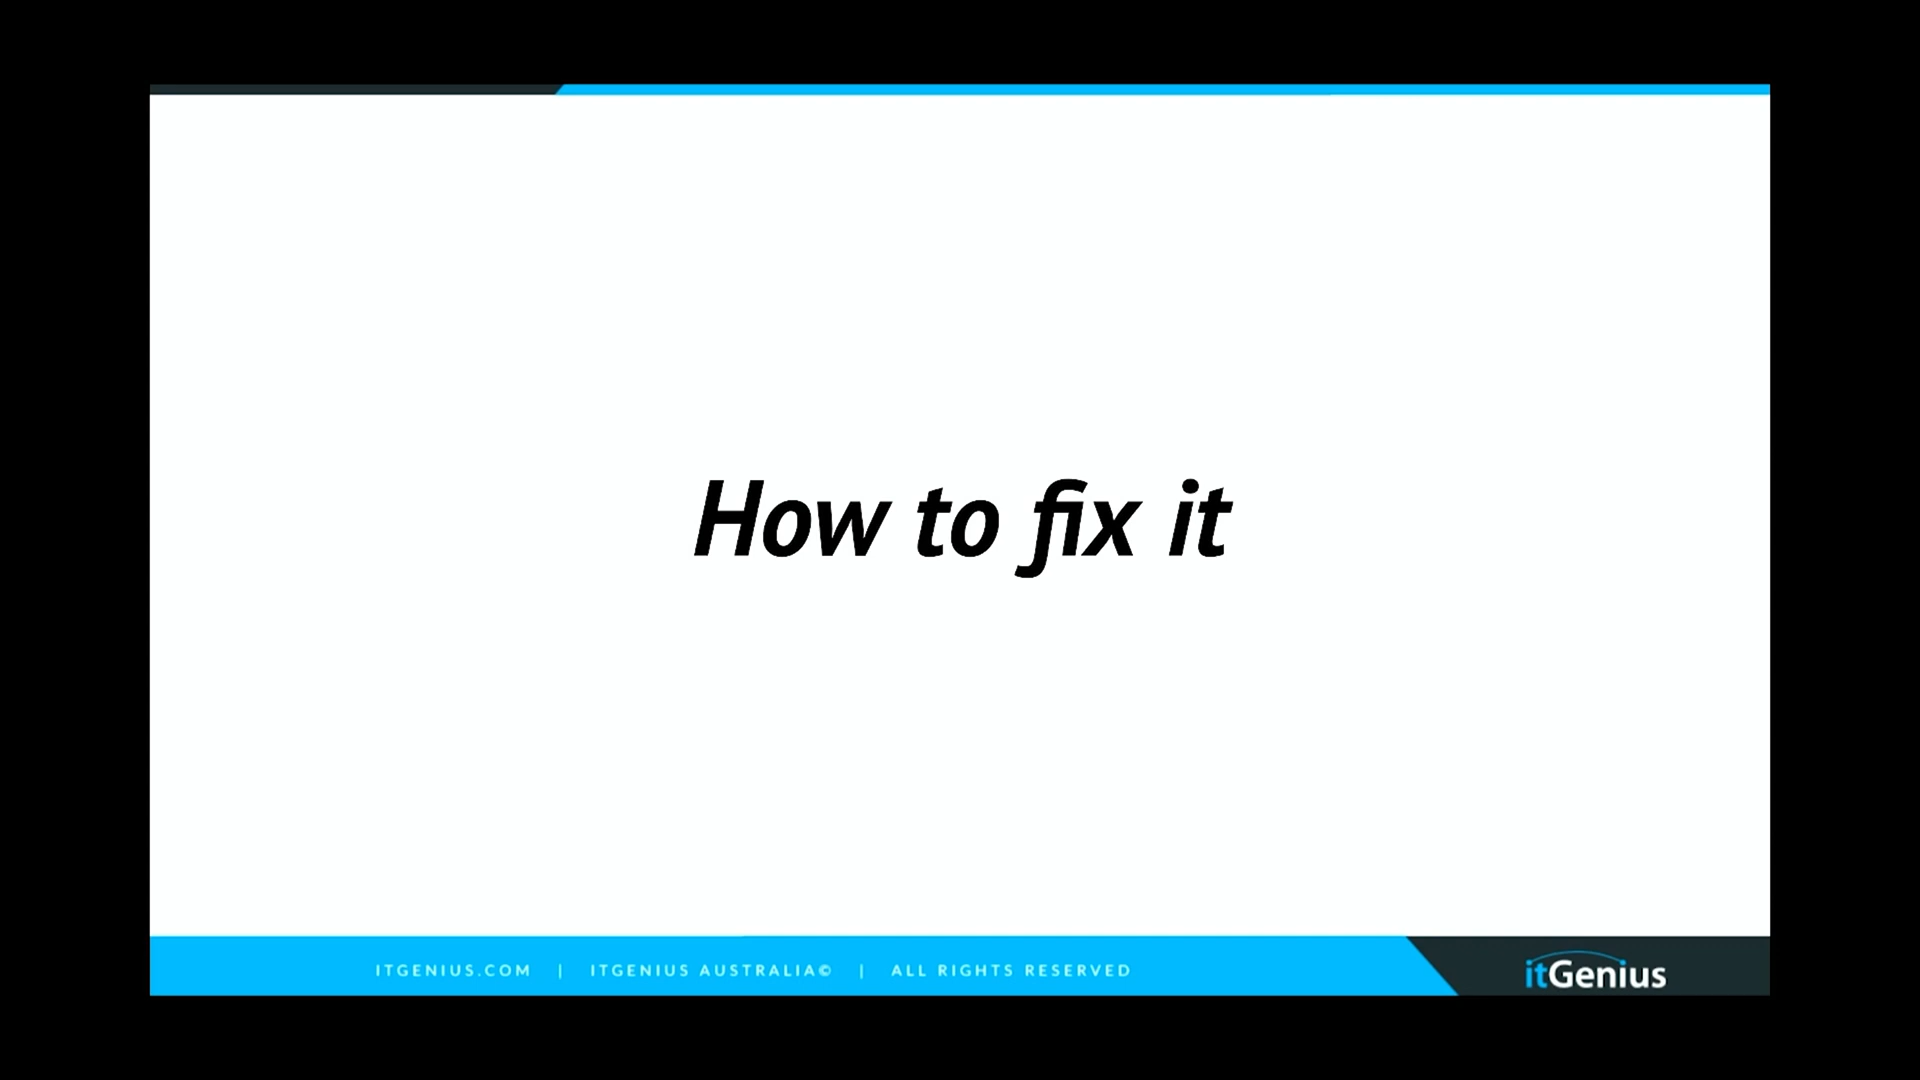 How to fix it
ITGENIUS.COM | ITGENIUS AUSTRALIA© | ALL RIGHTS RESERVED
itGenius